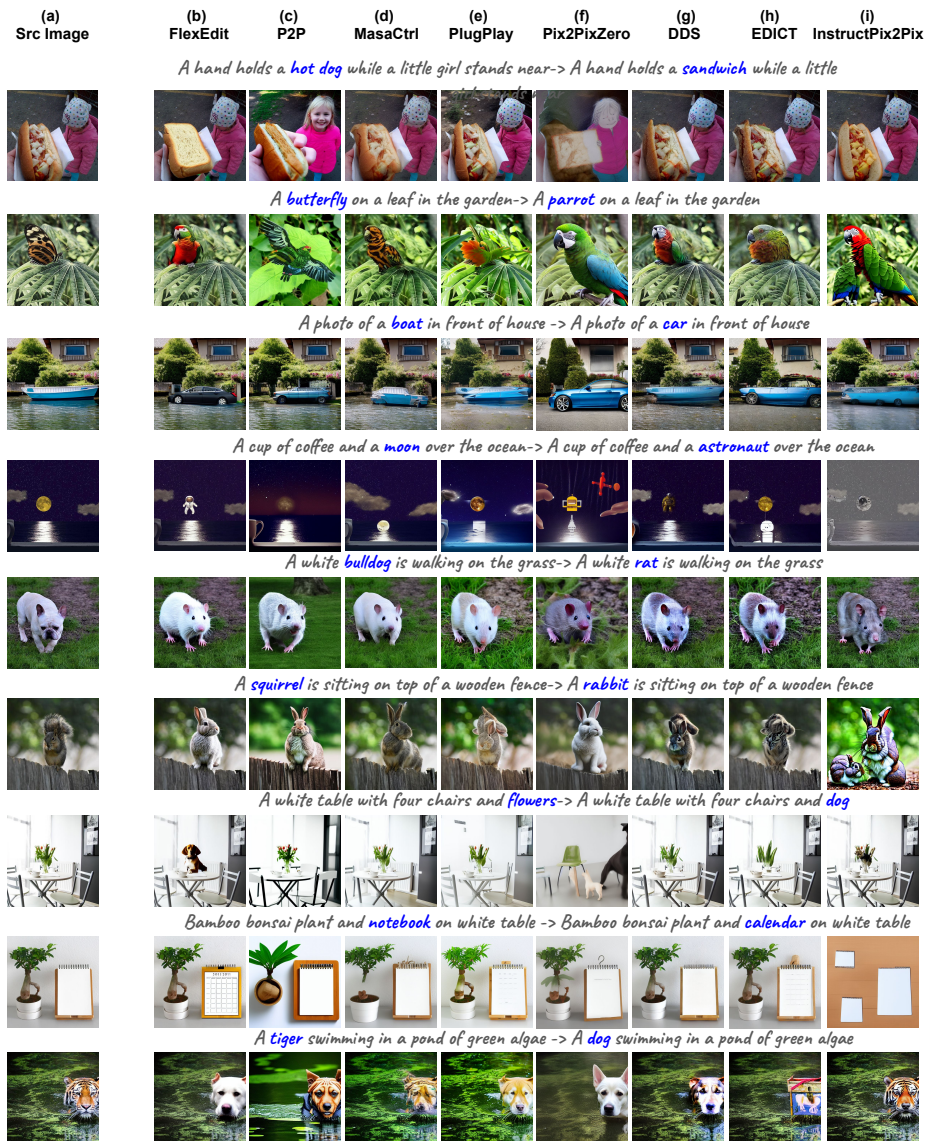 (a) (b) (c) (d) (e) (f) (g) (h) (i)
Src Image FlexEdit P2P MasaCtrl PlugPlay Pix2PixZero DDS EDICT InstructPix2Pix
A hand holds a hot dog while a little girl stands near-> A hand holds a sandwich while a little
A butterfly on a leaf in the garden-> A parrot on a leaf in the garden
A photo of a boat in front of house -> A photo of a car in front of house
A cup of coffee and a moon over the ocean-> A cup of coffee and a astronaut over the ocean
A white bulldog is walking on the grass-> A white rat is walking on the grass
A squirrel is sitting on top of a wooden fence-> A rabbit is sitting on top of a wooden fence
A white table with four chairs and flowers-> A white table with four chairs and dog
Bamboo bonsai plant and notebook on white table -> Bamboo bonsai plant and calendar on white table
A tiger swimming in a pond of green algae -> A dog swimming in a pond of green algae